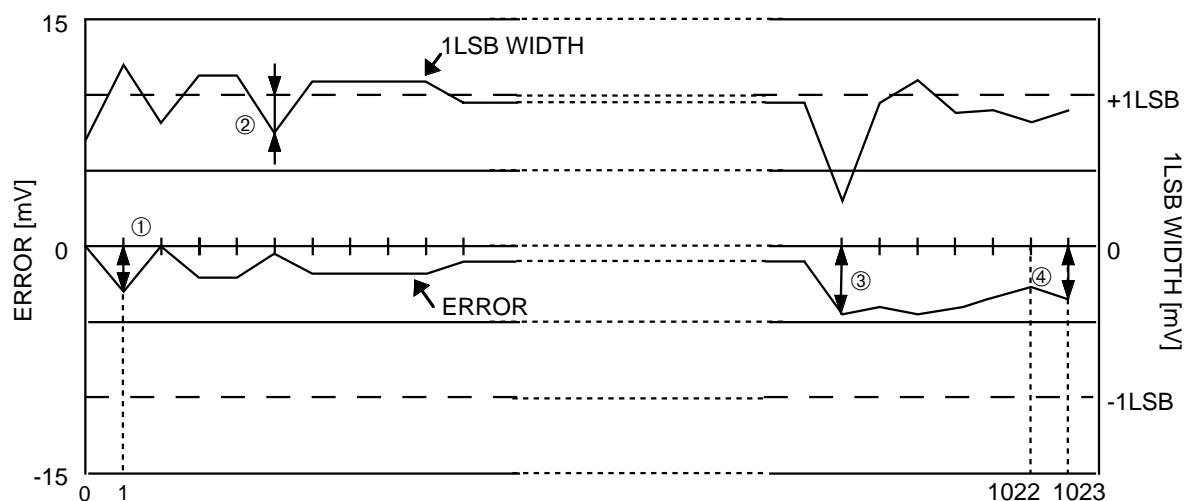 15
1LSB WIDTH
②
+1LSB
ERROR [mV]
1LSB WIDTH [mV]
①
0
0
③
④
ERROR
-1LSB
-15
0
1
1022
1023